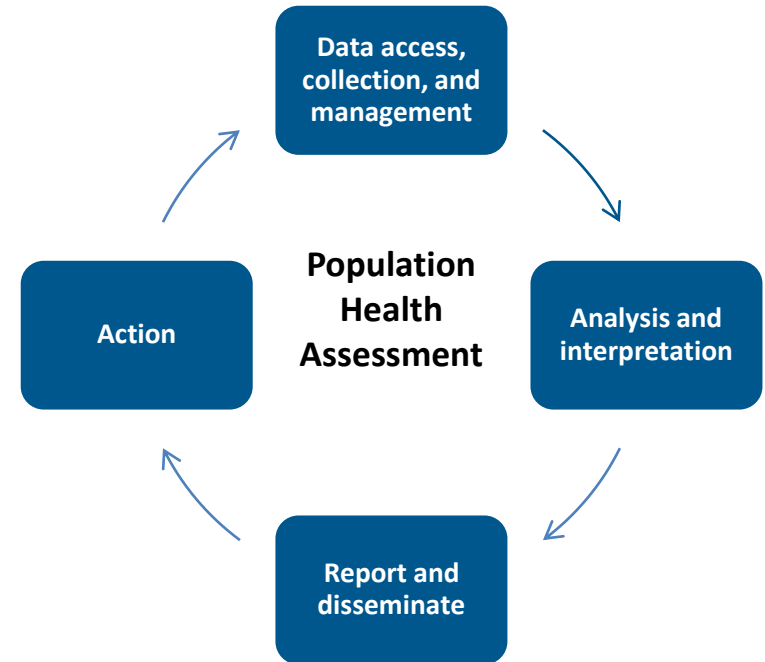 Data access,
collection, and
management
Population
Health
Assessment
Action
Analysis and
interpretation
Report and
disseminate